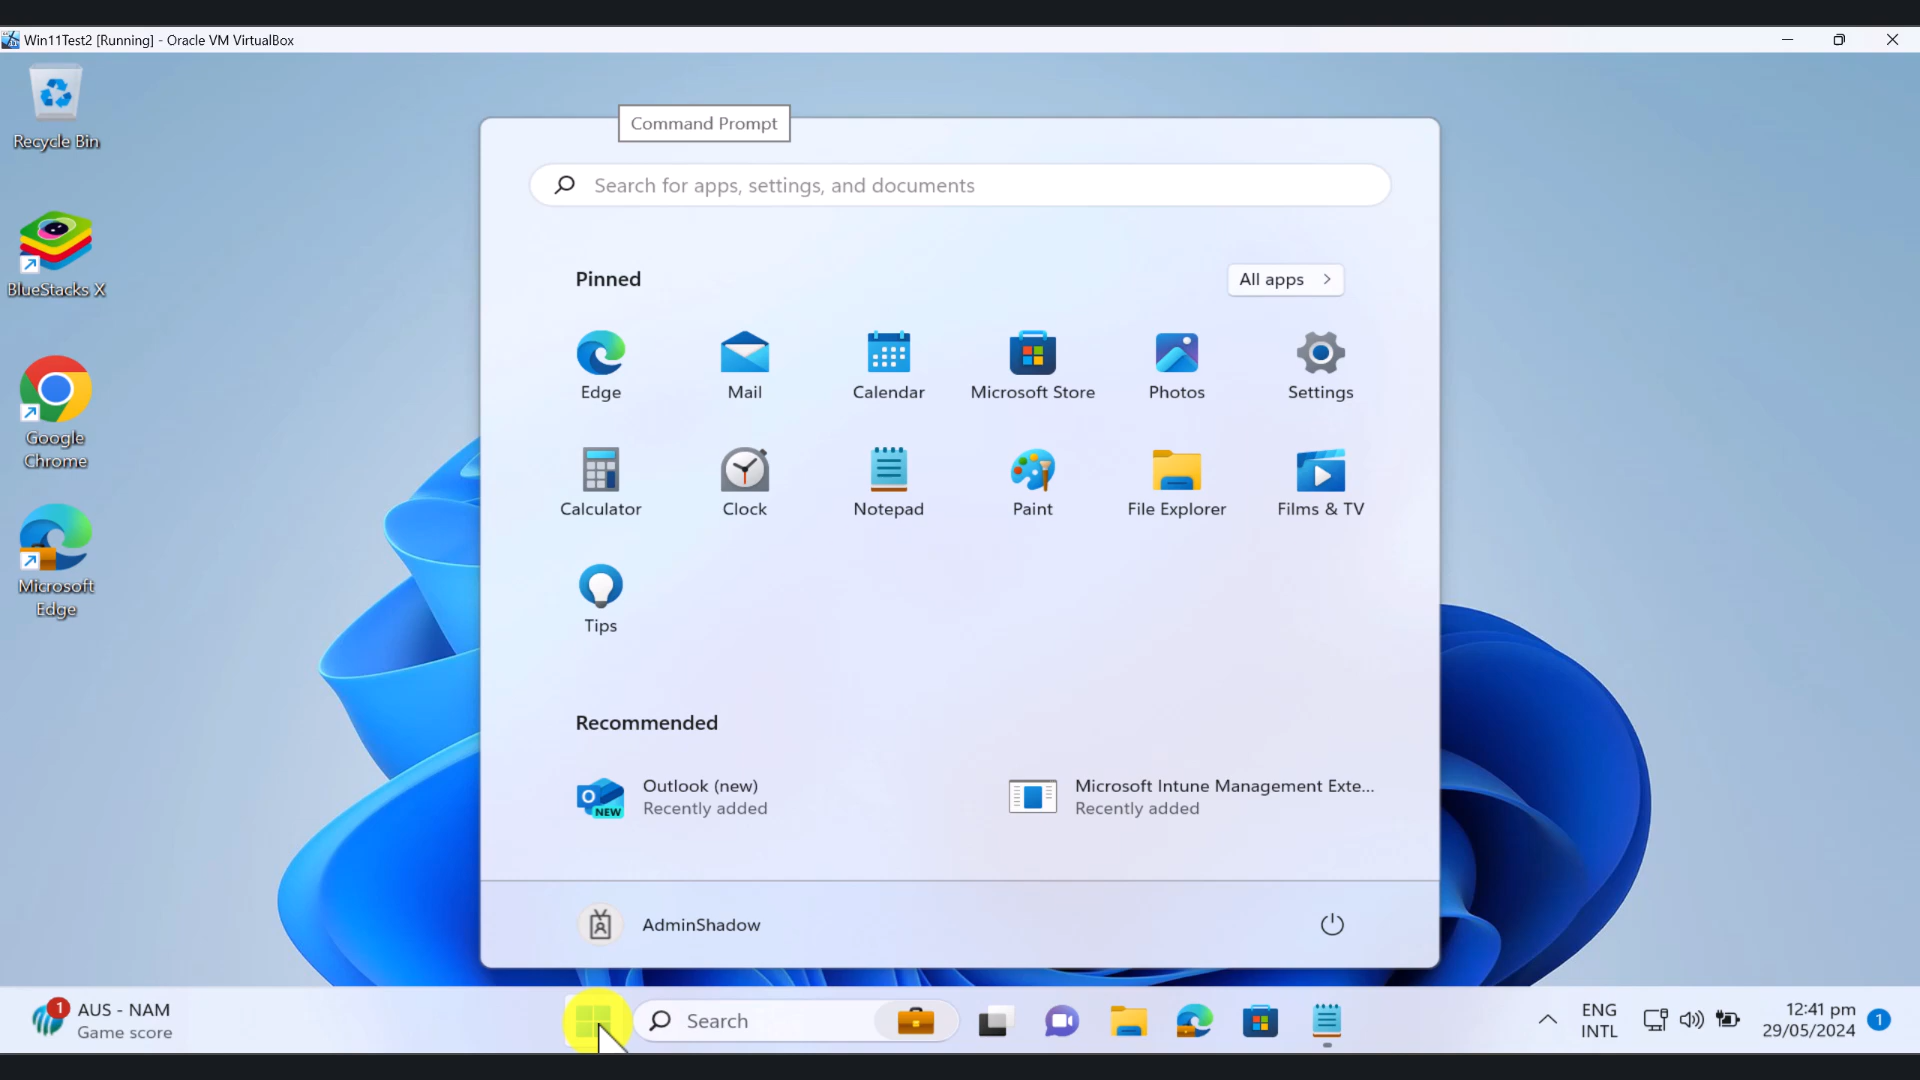 Win11Test2 [Running] - Oracle VM VirtualBox
Recycle Bin
BlueStacks X
Google
Chrome
Microsoft
Edge
Command Prompt
Search for apps, settings, and documents
Pinned
All apps
Edge
Mail
Calendar
Microsoft Store
Photos
Settings
Calculator
Clock
Notepad
Paint
File Explorer
Films & TV
Tips
Recommended
Outlook (new)
Recently added
NEW
Microsoft Intune Management Exte...
Recently added
AdminShadow
1
AUS - NAM
Game score
Search
ENG
INTL
12:41 pm
29/05/2024
1